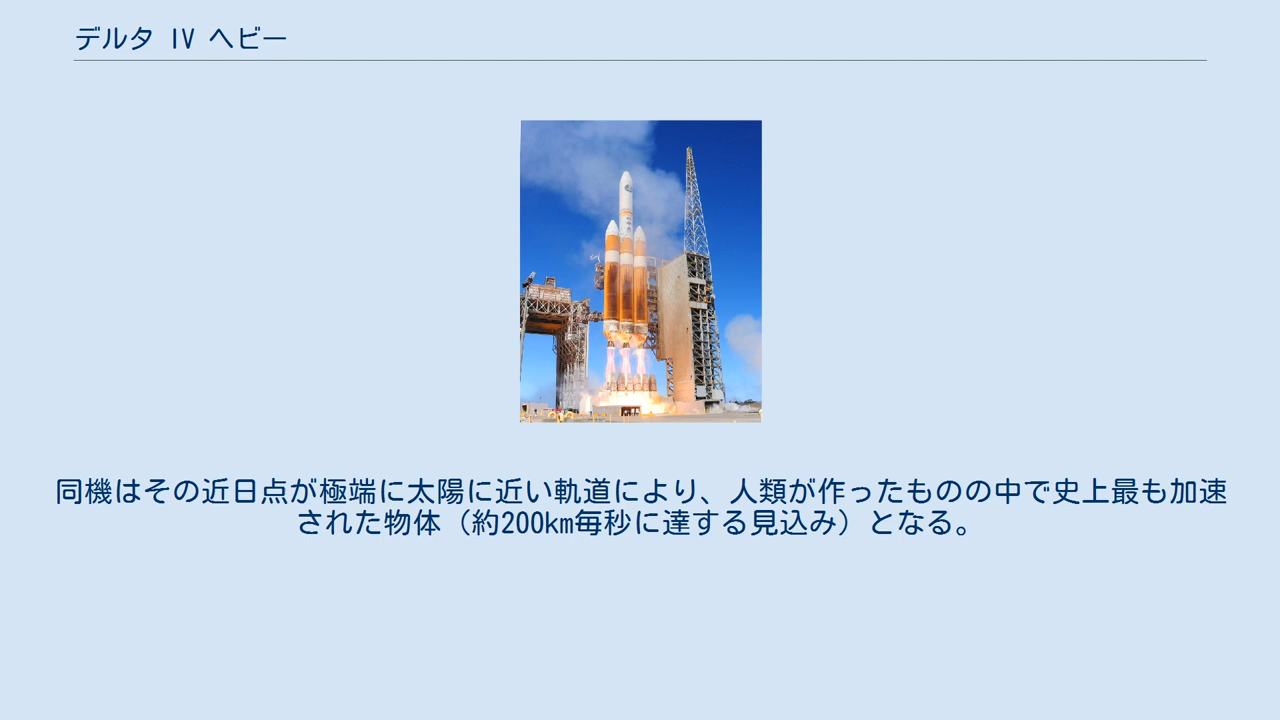 デルタ IV ヘビー
同機はその近日点が極端に太陽に近い軌道により、人類が作ったものの中で史上最も加速
された物体（約200km毎秒に達する見込み）となる。